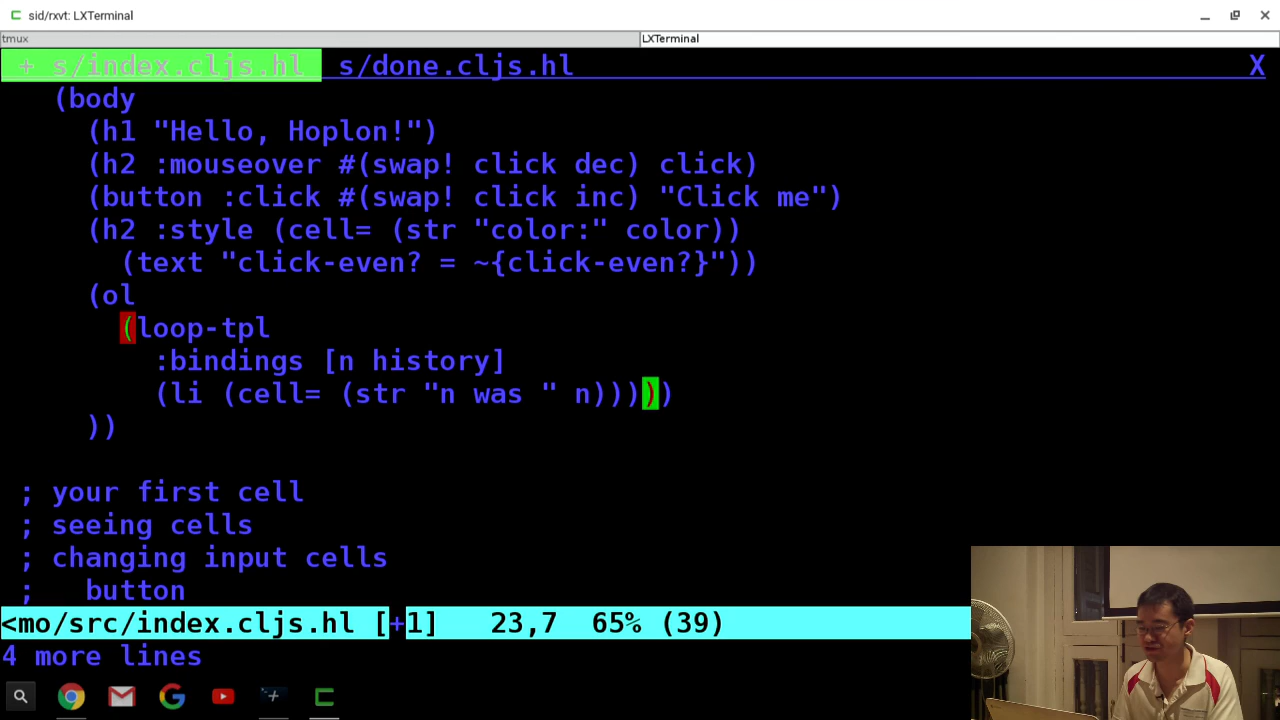 sid/rxvt: LXTerminal
tmux
LXTerminal
+ s/index.cljs.hl s/done.cljs.hl X
(body
(h1 "Hello, Hoplon!")
(h2 :mouseover #(swap! click dec) click)
(button :click #(swap! click inc) "Click me")
(h2 :style (cell= (str "color:" color))
(text "click-even? = ~{click-even?}"))
(ol
(loop-tpl
:bindings [n history]
(li (cell= (str "n was " n)))))
))
; your first cell
; seeing cells
; changing input cells
; button
<mo/src/index.cljs.hl [+1] 23,7 65% (39)
4 more lines